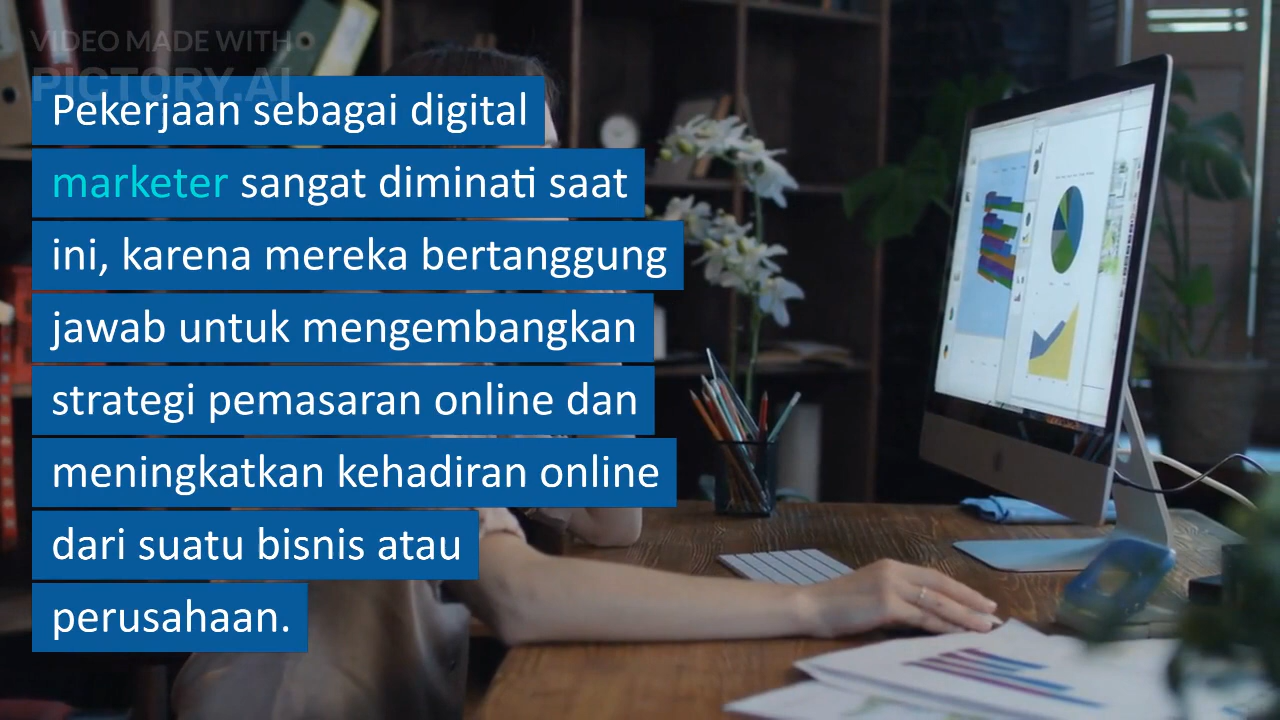 VIDEO MADE WITH
PICTORY.AI
Pekerjaan sebagai digital
marketer sangat diminati saat
ini, karena mereka bertanggung
jawab untuk mengembangkan
strategi pemasaran online dan
meningkatkan kehadiran online
dari suatu bisnis atau
perusahaan.